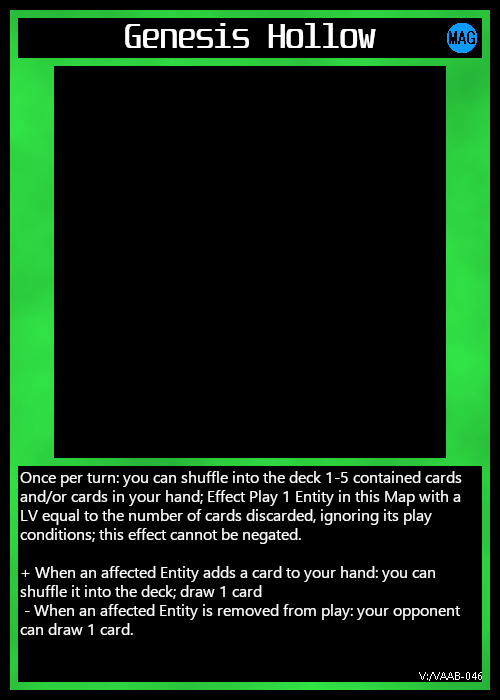 Genesis Hollow
MAG
Once per turn: you can shuffle into the deck 1-5 contained cards
and/or cards in your hand; Effect Play 1 Entity in this Map with a
LV equal to the number of cards discarded, ignoring its play
conditions; this effect cannot be negated.
+ When an affected Entity adds a card to your hand: you can
shuffle it into the deck; draw 1 card
- When an affected Entity is removed from play: your opponent
can draw 1 card.
V:/VAAB-046